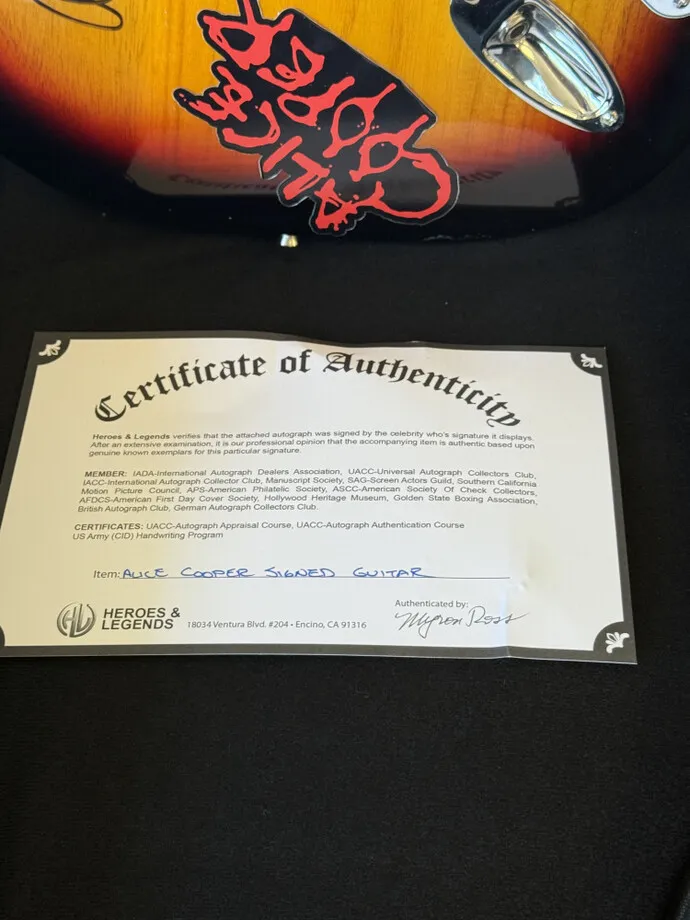 ALICE
COOPER
Certificate of Authenticity
Heroes & Legends verifies that the attached autograph was signed by the celebrity who's signature it displays.
After an extensive examination, it is our professional opinion that the accompanying item is authentic based upon
genuine known exemplars for this particular signature.
MEMBER: IADA-International Autograph Dealers Association, UACC-Universal Autograph Collectors Club,
IACC-International Autograph Collector Club, Manuscript Society, SAG-Screen Actors Guild, Southern California
Motion Picture Council, APS-American Philatelic Society, ASCC-American Society Of Check Collectors,
AFDCS-American First Day Cover Society, Hollywood Heritage Museum, Golden State Boxing Association,
British Autograph Club, German Autograph Collectors Club.
CERTIFICATES: UACC-Autograph Appraisal Course, UACC-Autograph Authentication Course
US Army (CID) Handwriting Program
Item: ALICE COOPER SIGNED GUITAR
HL HEROES &
LEGENDS 18034 Ventura Blvd. #204 • Encino, CA 91316
Authenticated by:
Myron Ross